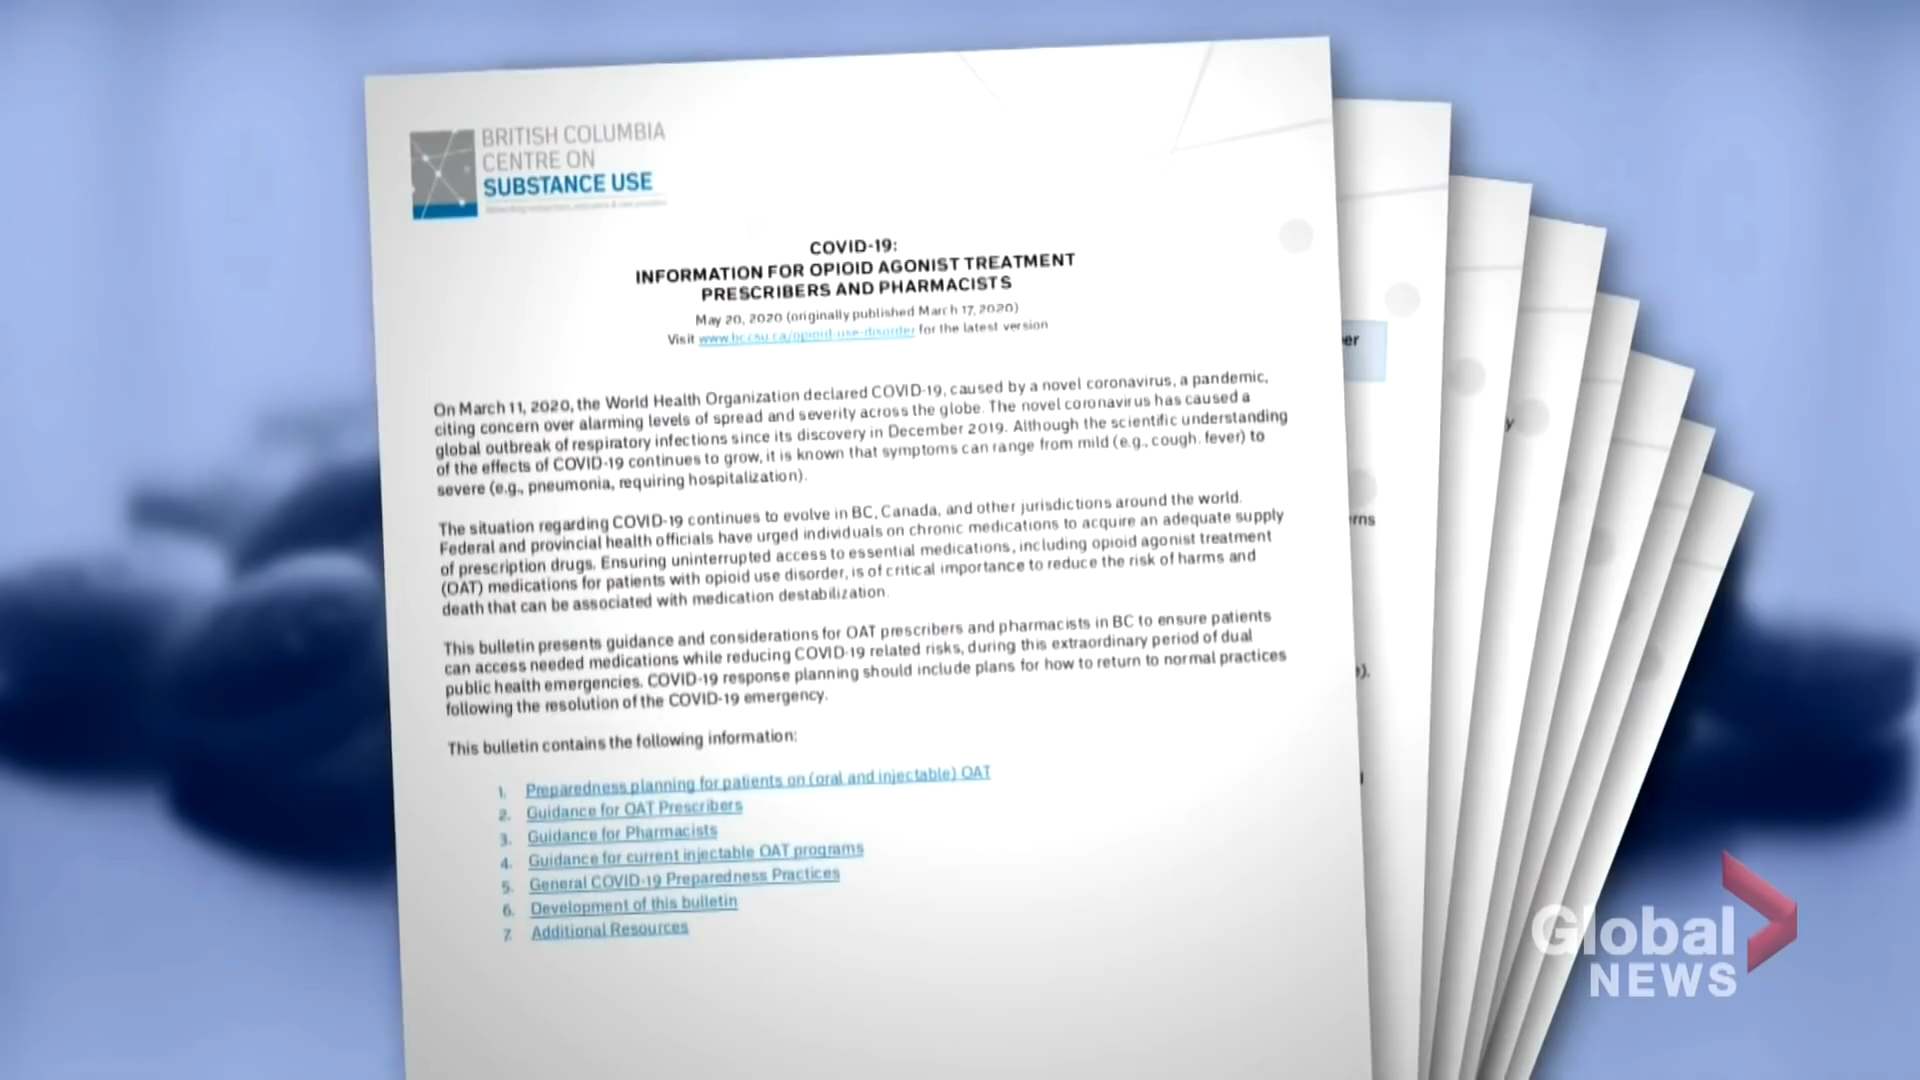 BRITISH COLUMBIA
CENTRE ON
SUBSTANCE USE
COVID-19:
INFORMATION FOR OPIOID AGONIST TREATMENT
PRESCRIBERS AND PHARMACISTS
May 20, 2020 (originally published March 17, 2020)
Visit www.bccsu.ca/opioid-use-disorder for the latest version
On March 11, 2020, the World Health Organization declared COVID-19, caused by a novel coronavirus, a pandemic,
citing concern over alarming levels of spread and severity across the globe. The novel coronavirus has caused a
global outbreak of respiratory infections since its discovery in December 2019. Although the scientific understanding
of the effects of COVID-19 continues to grow, it is known that symptoms can range from mild (e.g., cough. fever) to
severe (e.g., pneumonia, requiring hospitalization).
The situation regarding COVID-19 continues to evolve in BC, Canada, and other jurisdictions around the world.
Federal and provincial health officials have urged individuals on chronic medications to acquire an adequate supply
of prescription drugs. Ensuring uninterrupted access to essential medications, including opioid agonist treatment
(OAT) medications for patients with opioid use disorder, is of critical importance to reduce the risk of harms and
death that can be associated with medication destabilization.
This bulletin presents guidance and considerations for OAT prescribers and pharmacists in BC to ensure patients
can access needed medications while reducing COVID-19 related risks, during this extraordinary period of dual
public health emergencies. COVID-19 response planning should include plans for how to return to normal practices
following the resolution of the COVID-19 emergency.
This bulletin contains the following information:
1. Preparedness planning for patients on (oral and injectable) OAT
2. Guidance for OAT Prescribers
3. Guidance for Pharmacists
4. Guidance for current injectable OAT programs
5. General COVID-19 Preparedness Practices
6. Development of this bulletin
7. Additional Resources
er
y
rns
).
Global
NEWS